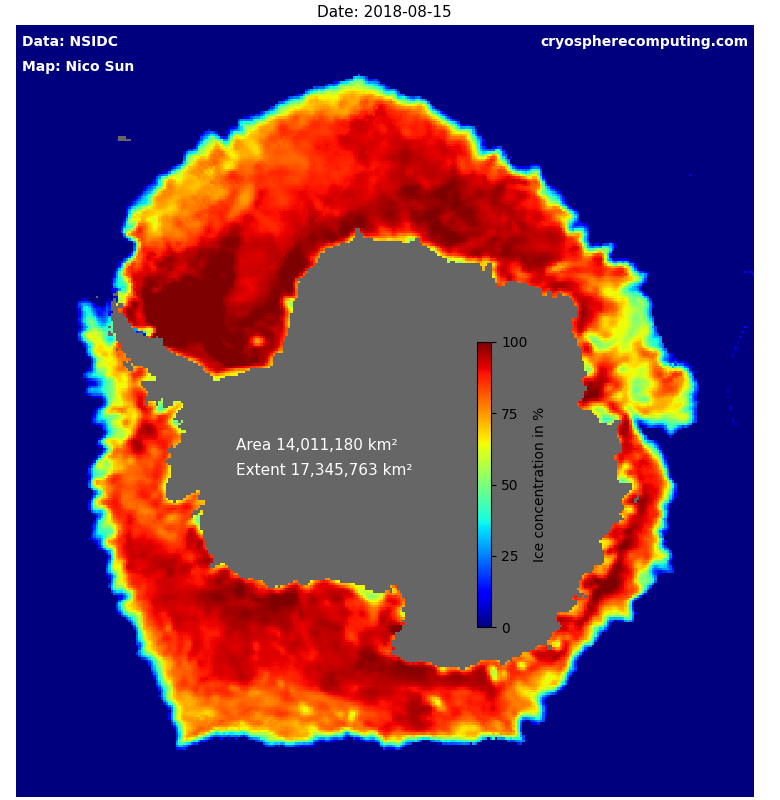 Date: 2018-08-15
Data: NSIDC
cryospherecomputing.com
Map: Nico Sun
100
75
50
25
0
Ice concentration in %
Area 14,011,180 km²
Extent 17,345,763 km²